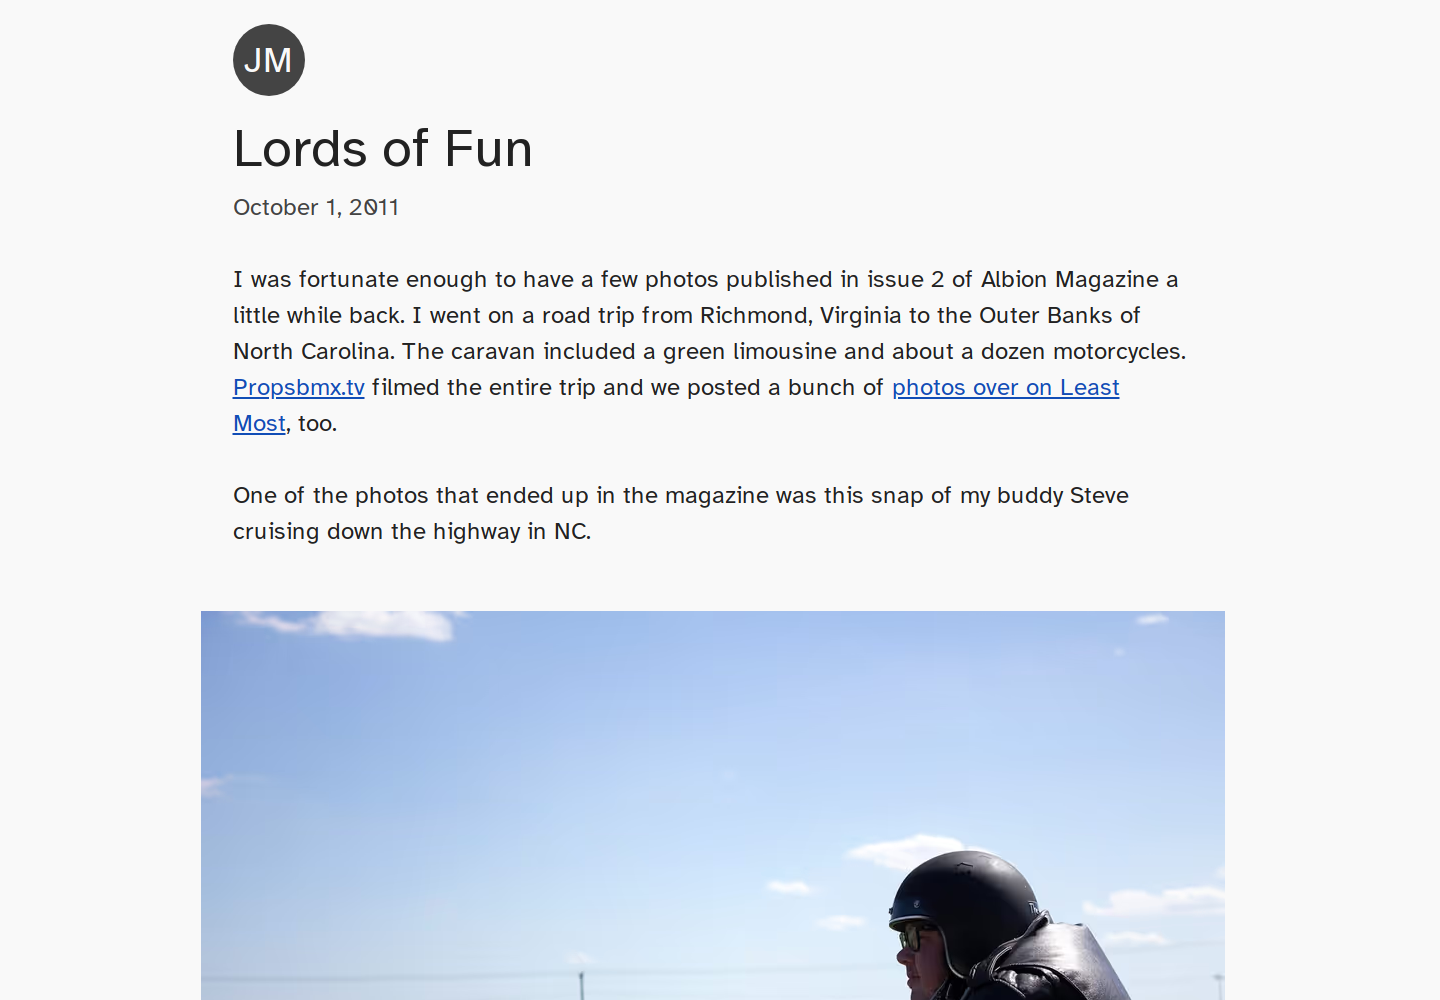 JM
Lords of Fun
October 1, 2011
I was fortunate enough to have a few photos published in issue 2 of Albion Magazine a
little while back. I went on a road trip from Richmond, Virginia to the Outer Banks of
North Carolina. The caravan included a green limousine and about a dozen motorcycles.
Propsbmx.tv filmed the entire trip and we posted a bunch of photos over on Least
Most, too.
One of the photos that ended up in the magazine was this snap of my buddy Steve
cruising down the highway in NC.